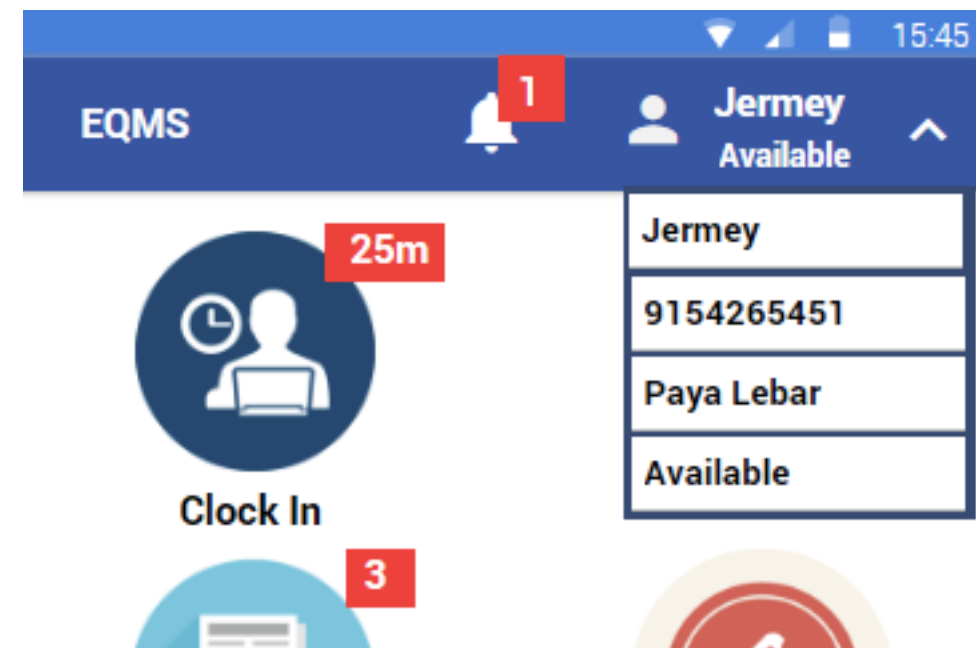 15:45
EQMS
1
Jermey
Available
Jermey
9154265451
Paya Lebar
Available
25m
Clock In
3